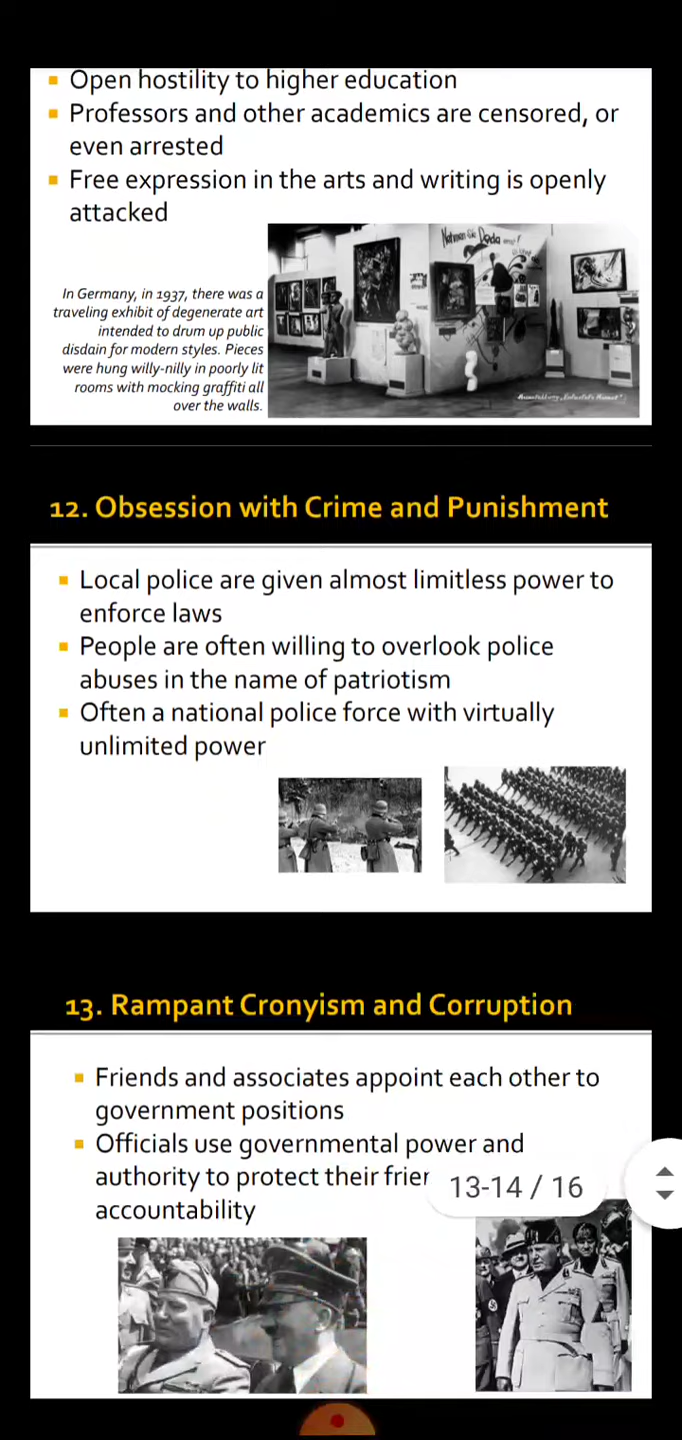 Open hostility to higher education
Professors and other academics are censored, or
even arrested
Free expression in the arts and writing is openly
attacked
In Germany, in 1937, there was a
traveling exhibit of degenerate art
intended to drum up public
disdain for modern styles. Pieces
were hung willy-nilly in poorly lit
rooms with mocking graffiti all
over the walls.
Dada
12. Obsession with Crime and Punishment
Local police are given almost limitless power to
enforce laws
People are often willing to overlook police
abuses in the name of patriotism
Often a national police force with virtually
unlimited power
13. Rampant Cronyism and Corruption
Friends and associates appoint each other to
government positions
Officials use governmental power and
authority to protect their
accountability
13-14 / 16